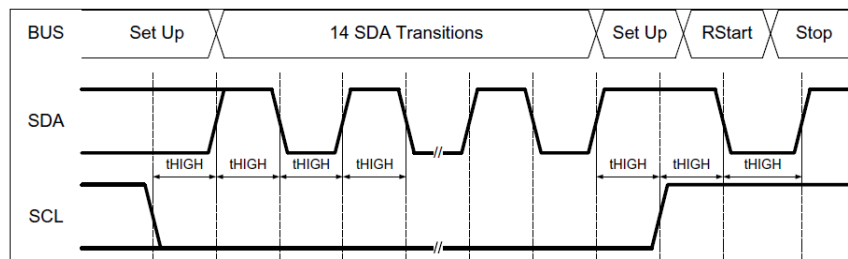 BUS Set Up 14 SDA Transitions Set Up RStart Stop
SDA
tHIGH tHIGH tHIGH tHIGH tHIGH tHIGH tHIGH
SCL